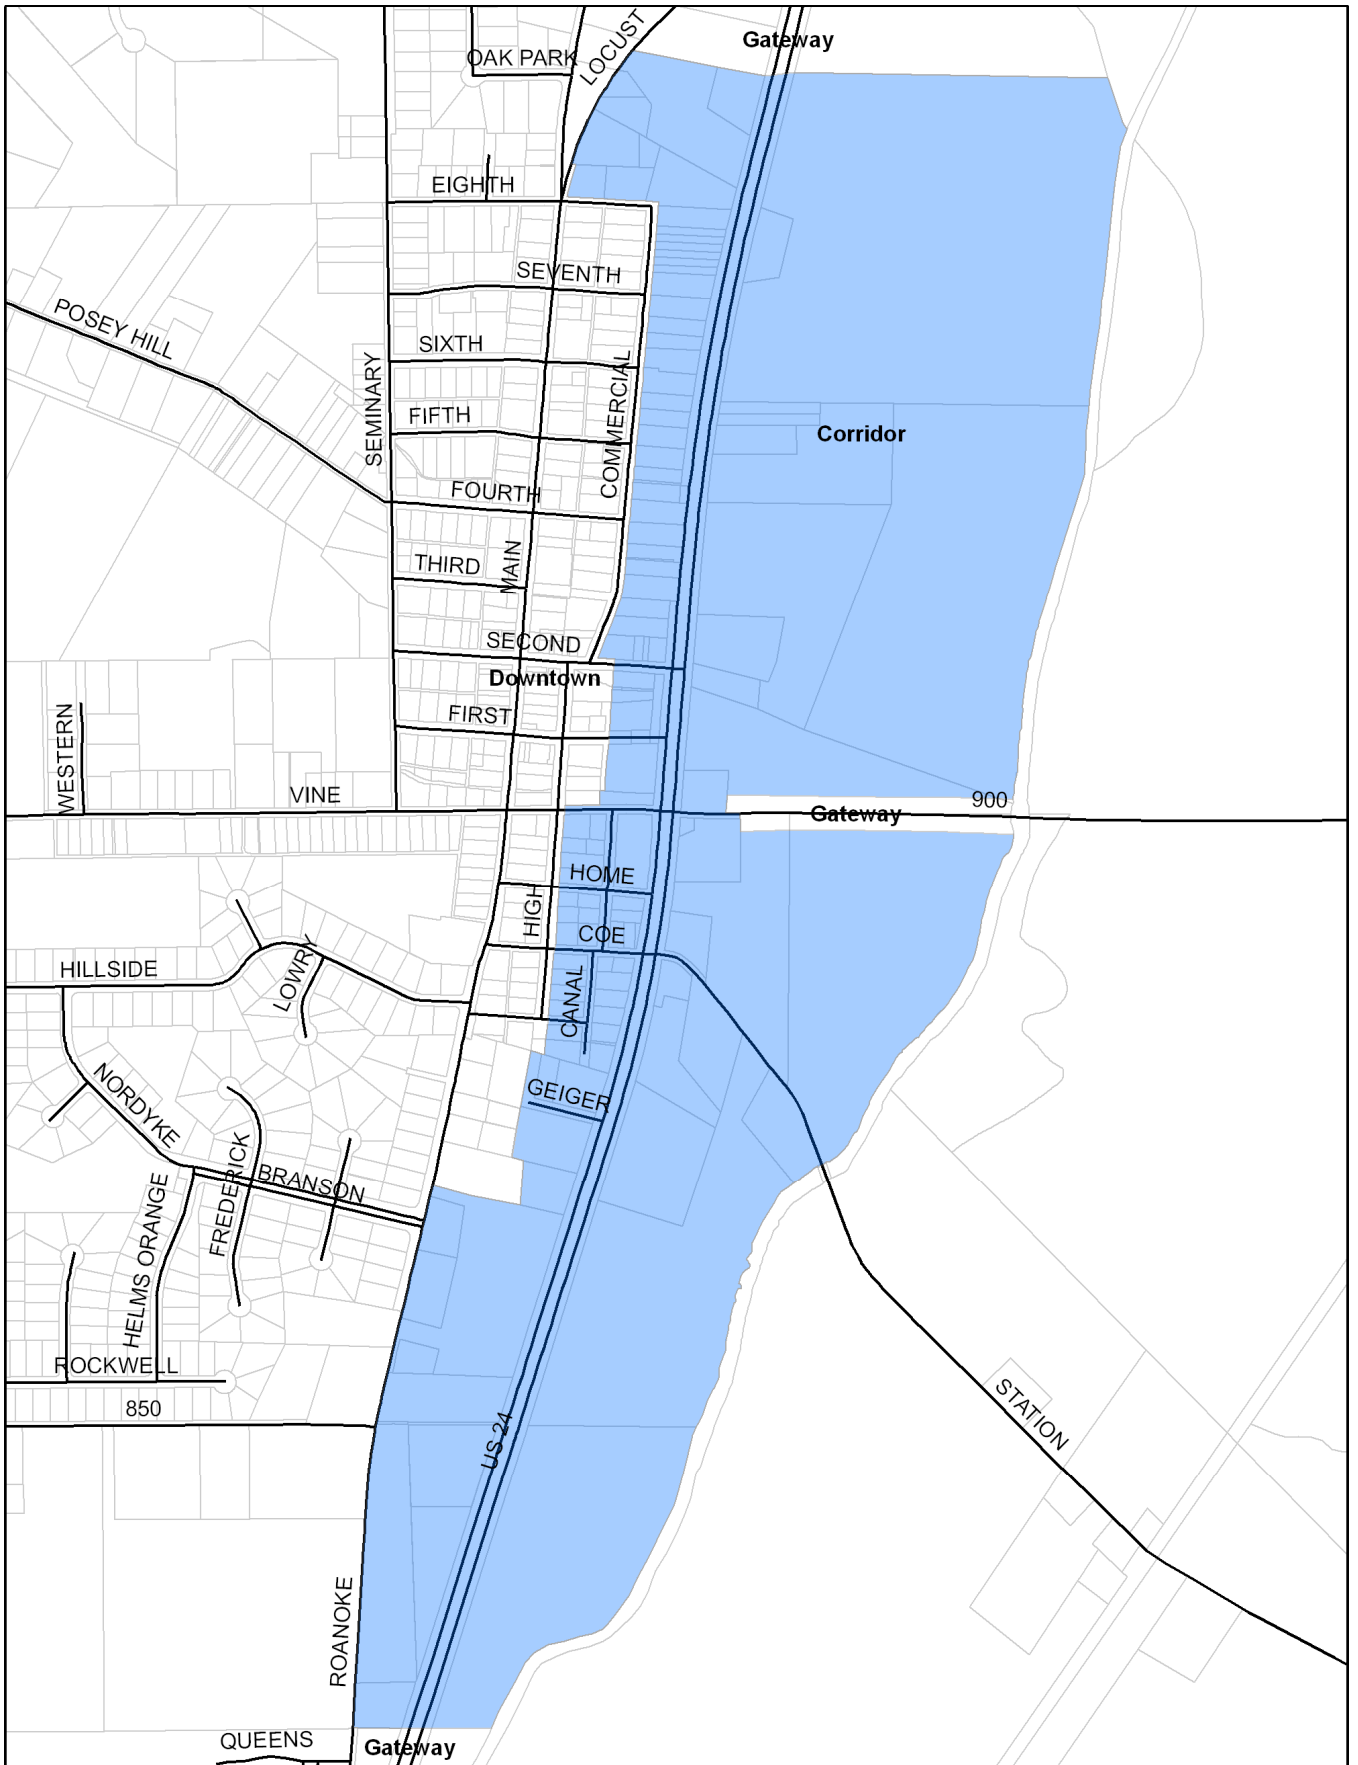 OAK PARK
LOCUST
Gateway
EIGHTH
SEVENTH
POSEY HILL
SIXTH
SEMINARY
COMMERCIAL
FIFTH
Corridor
FOURTH
THIRD
MAIN
SECOND
Downtown
FIRST
WESTERN
VINE
900
Gateway
HOME
HIGH
COE
HILLSIDE
LOWRY
CANAL
NORDYKE
GEIGER
FREDERICK
BRANSON
HELMS ORANGE
ROCKWELL
850
US 24
STATION
ROANOKE
QUEENS
Gateway